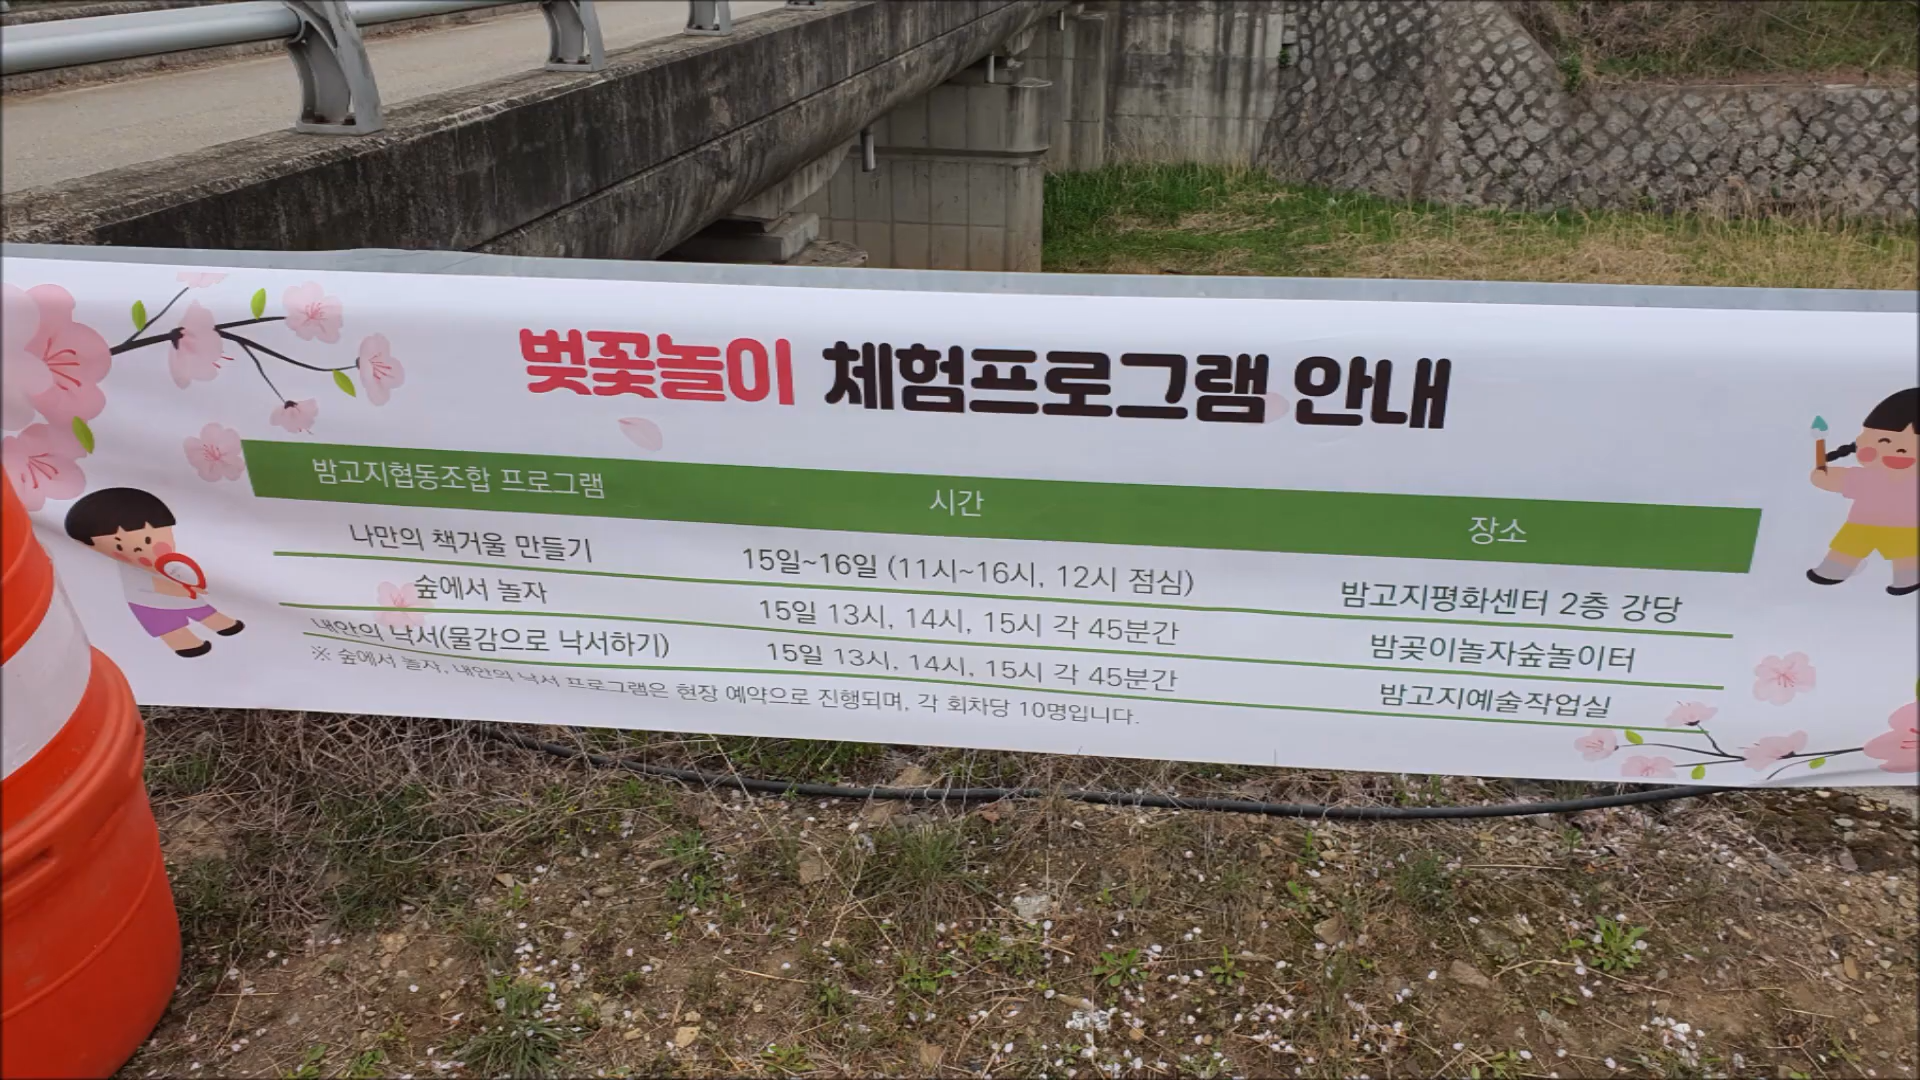 벚꽃놀이 체험프로그램 안내
밤고지협동조합 프로그램 시간 장소
나만의 책거울 만들기 15일~16일 (11시~16시, 12시 점심) 밤고지평화센터 2층 강당
숲에서 놀자 15일 13시, 14시, 15시 각 45분간 밤곶이놀자숲놀이터
내안의 낙서(물감으로 낙서하기) 15일 13시, 14시, 15시 각 45분간 밤고지예술작업실
※ 숲에서 놀자, 내안의 낙서 프로그램은 현장 예약으로 진행되며, 각 회차당 10명입니다.